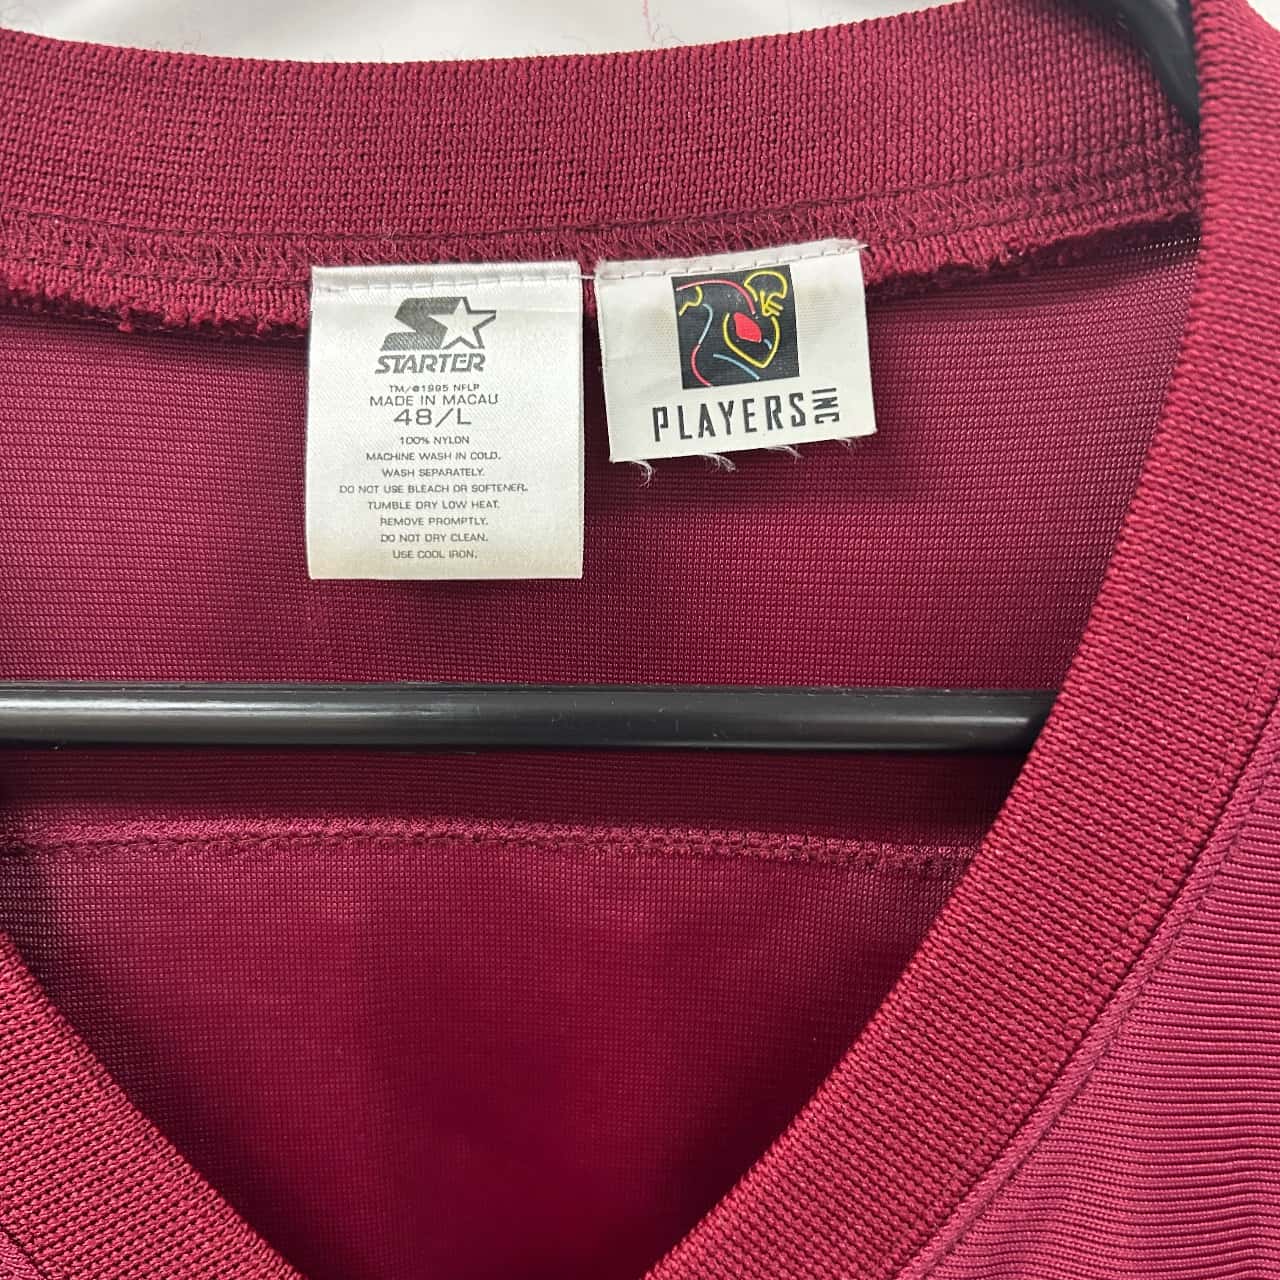 STARTER
TM/©1995 NFLP
MADE IN MACAU
48/L
100% NYLON
MACHINE WASH IN COLD.
WASH SEPARATELY.
DO NOT USE BLEACH OR SOFTENER.
TUMBLE DRY LOW HEAT.
REMOVE PROMPTLY.
DO NOT DRY CLEAN.
USE COOL IRON.
PLAYERS INC